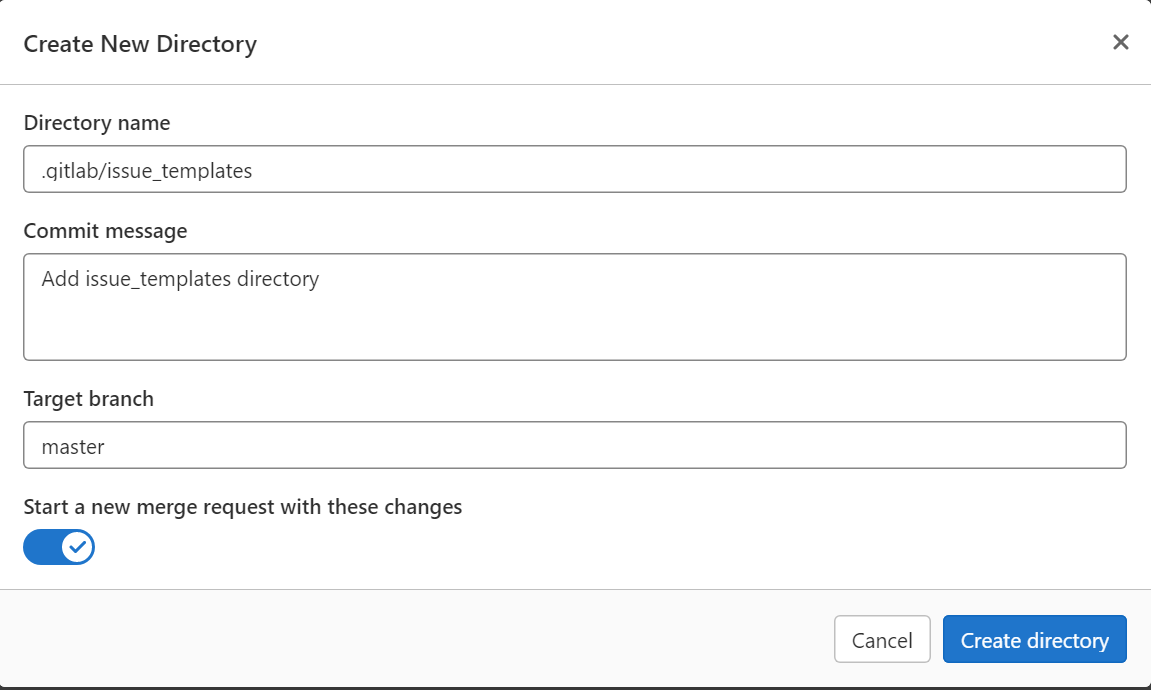 Create New Directory
Directory name
.gitlab/issue_templates
Commit message
Add issue_templates directory
Target branch
master
Start a new merge request with these changes
Cancel
Create directory